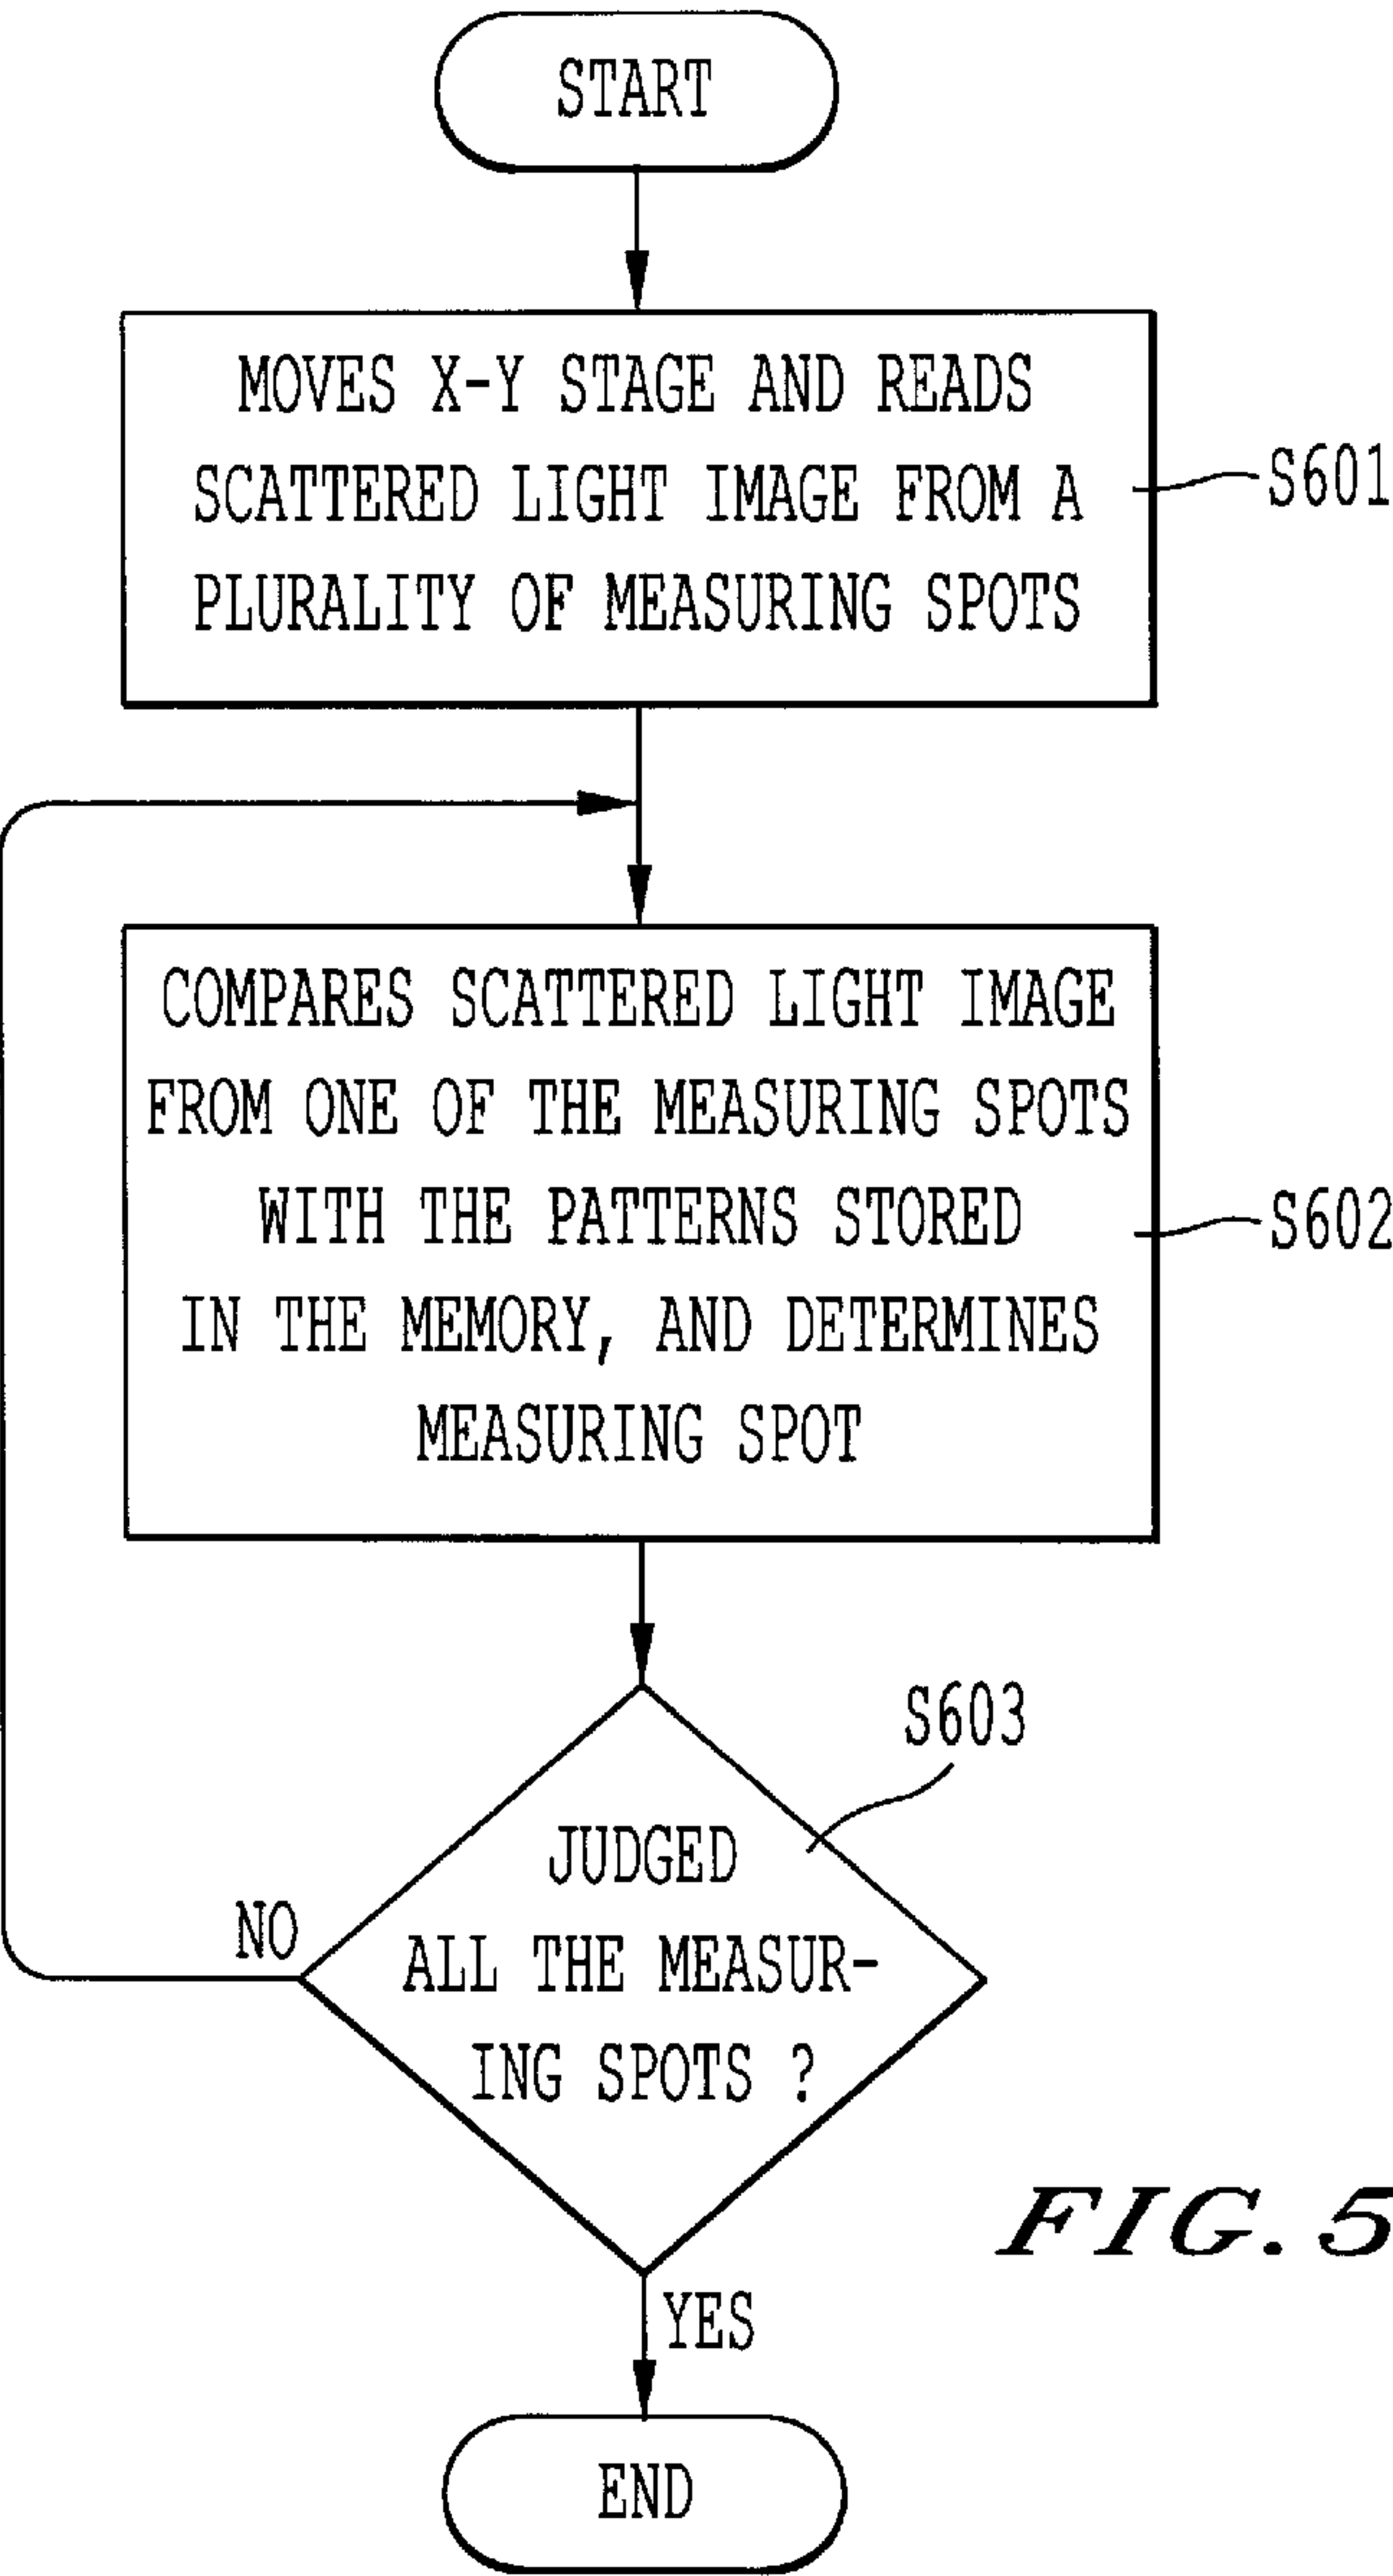 START
MOVES X-Y STAGE AND READS
SCATTERED LIGHT IMAGE FROM A
PLURALITY OF MEASURING SPOTS
S601
COMPARES SCATTERED LIGHT IMAGE
FROM ONE OF THE MEASURING SPOTS
WITH THE PATTERNS STORED
IN THE MEMORY, AND DETERMINES
MEASURING SPOT
S602
S603
JUDGED
ALL THE MEASUR-
ING SPOTS ?
NO
YES
END
FIG. 5